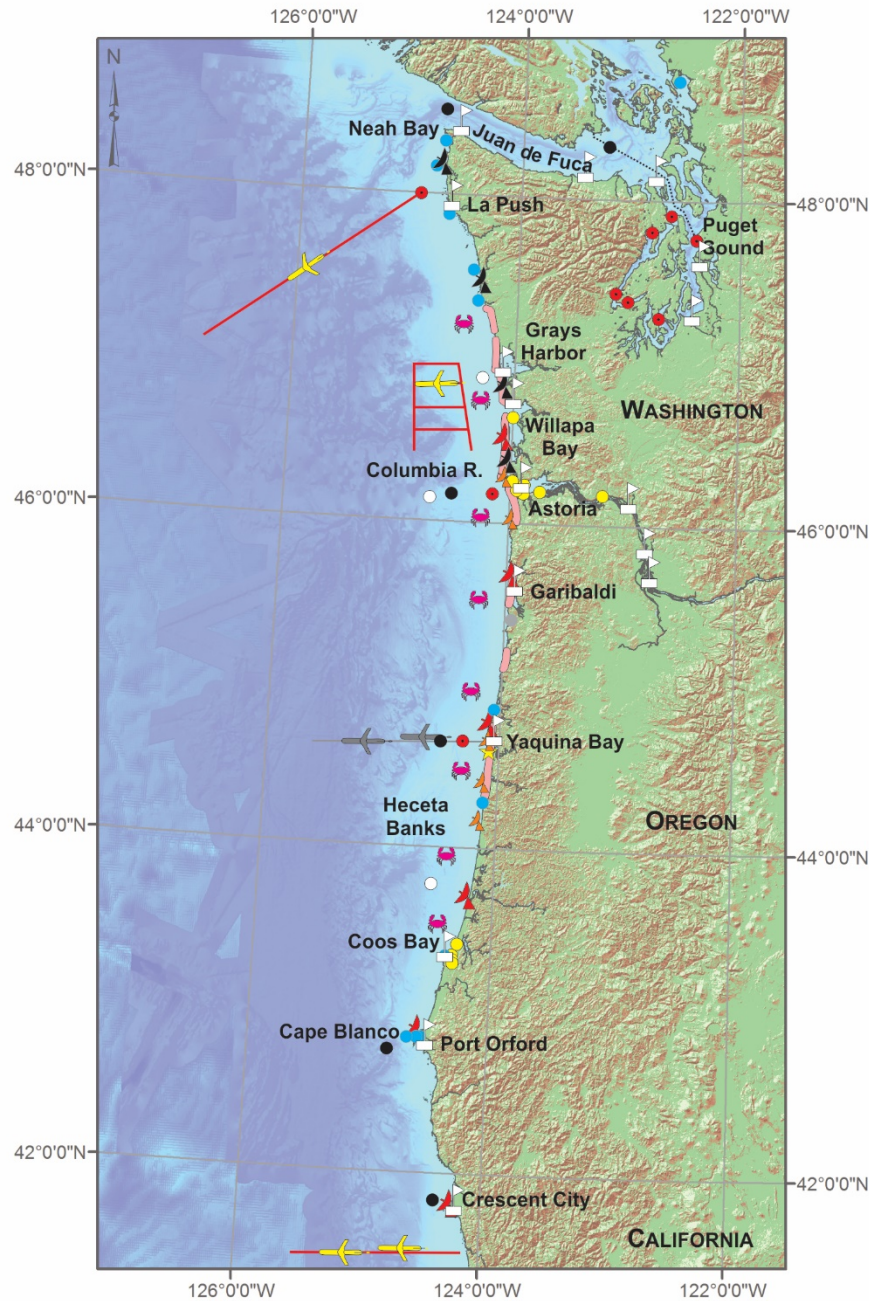 126°0'0"W
124°0'0"W
122°0'0"W
N
Neah Bay
Juan de Fuca
48°0'0"N
La Push
48°0'0"N
Puget
Sound
Grays
Harbor
WASHINGTON
Willapa
Bay
Columbia R.
46°0'0"N
Astoria
46°0'0"N
Garibaldi
Yaquina Bay
Heceta
Banks
44°0'0"N
OREGON
44°0'0"N
Coos Bay
Cape Blanco
Port Orford
42°0'0"N
42°0'0"N
Crescent City
CALIFORNIA
126°0'0"W
124°0'0"W
122°0'0"W